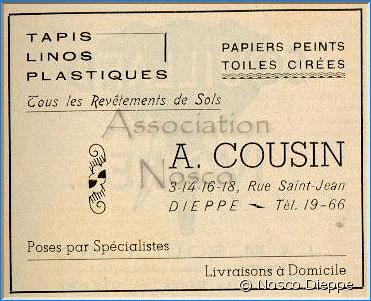 TAPIS
LINOS
PLASTIQUES
PAPIERS PEINTS
TOILES CIRÉES
Tous les Revêtements de Sols
Association
Nosco
A. COUSIN
3-14-16-18, Rue Saint-Jean
DIEPPE ~ Tél. 19-66
Poses par Spécialistes
Livraisons à Domicile
© Nosco Dieppe